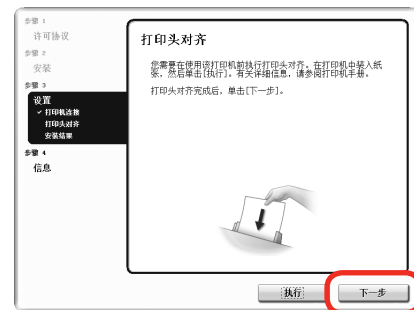 步骤 1
许可协议
步骤 2
安装
步骤 3
设置
✓ 打印机连接
打印头对齐
安装结果
步骤 4
信息
打印头对齐
您需要在使用该打印机前执行打印头对齐。在打印机中装入纸
张，然后单击[执行]。有关详细信息，请参阅打印机手册。
打印头对齐完成后，单击[下一步]。
执行
下一步